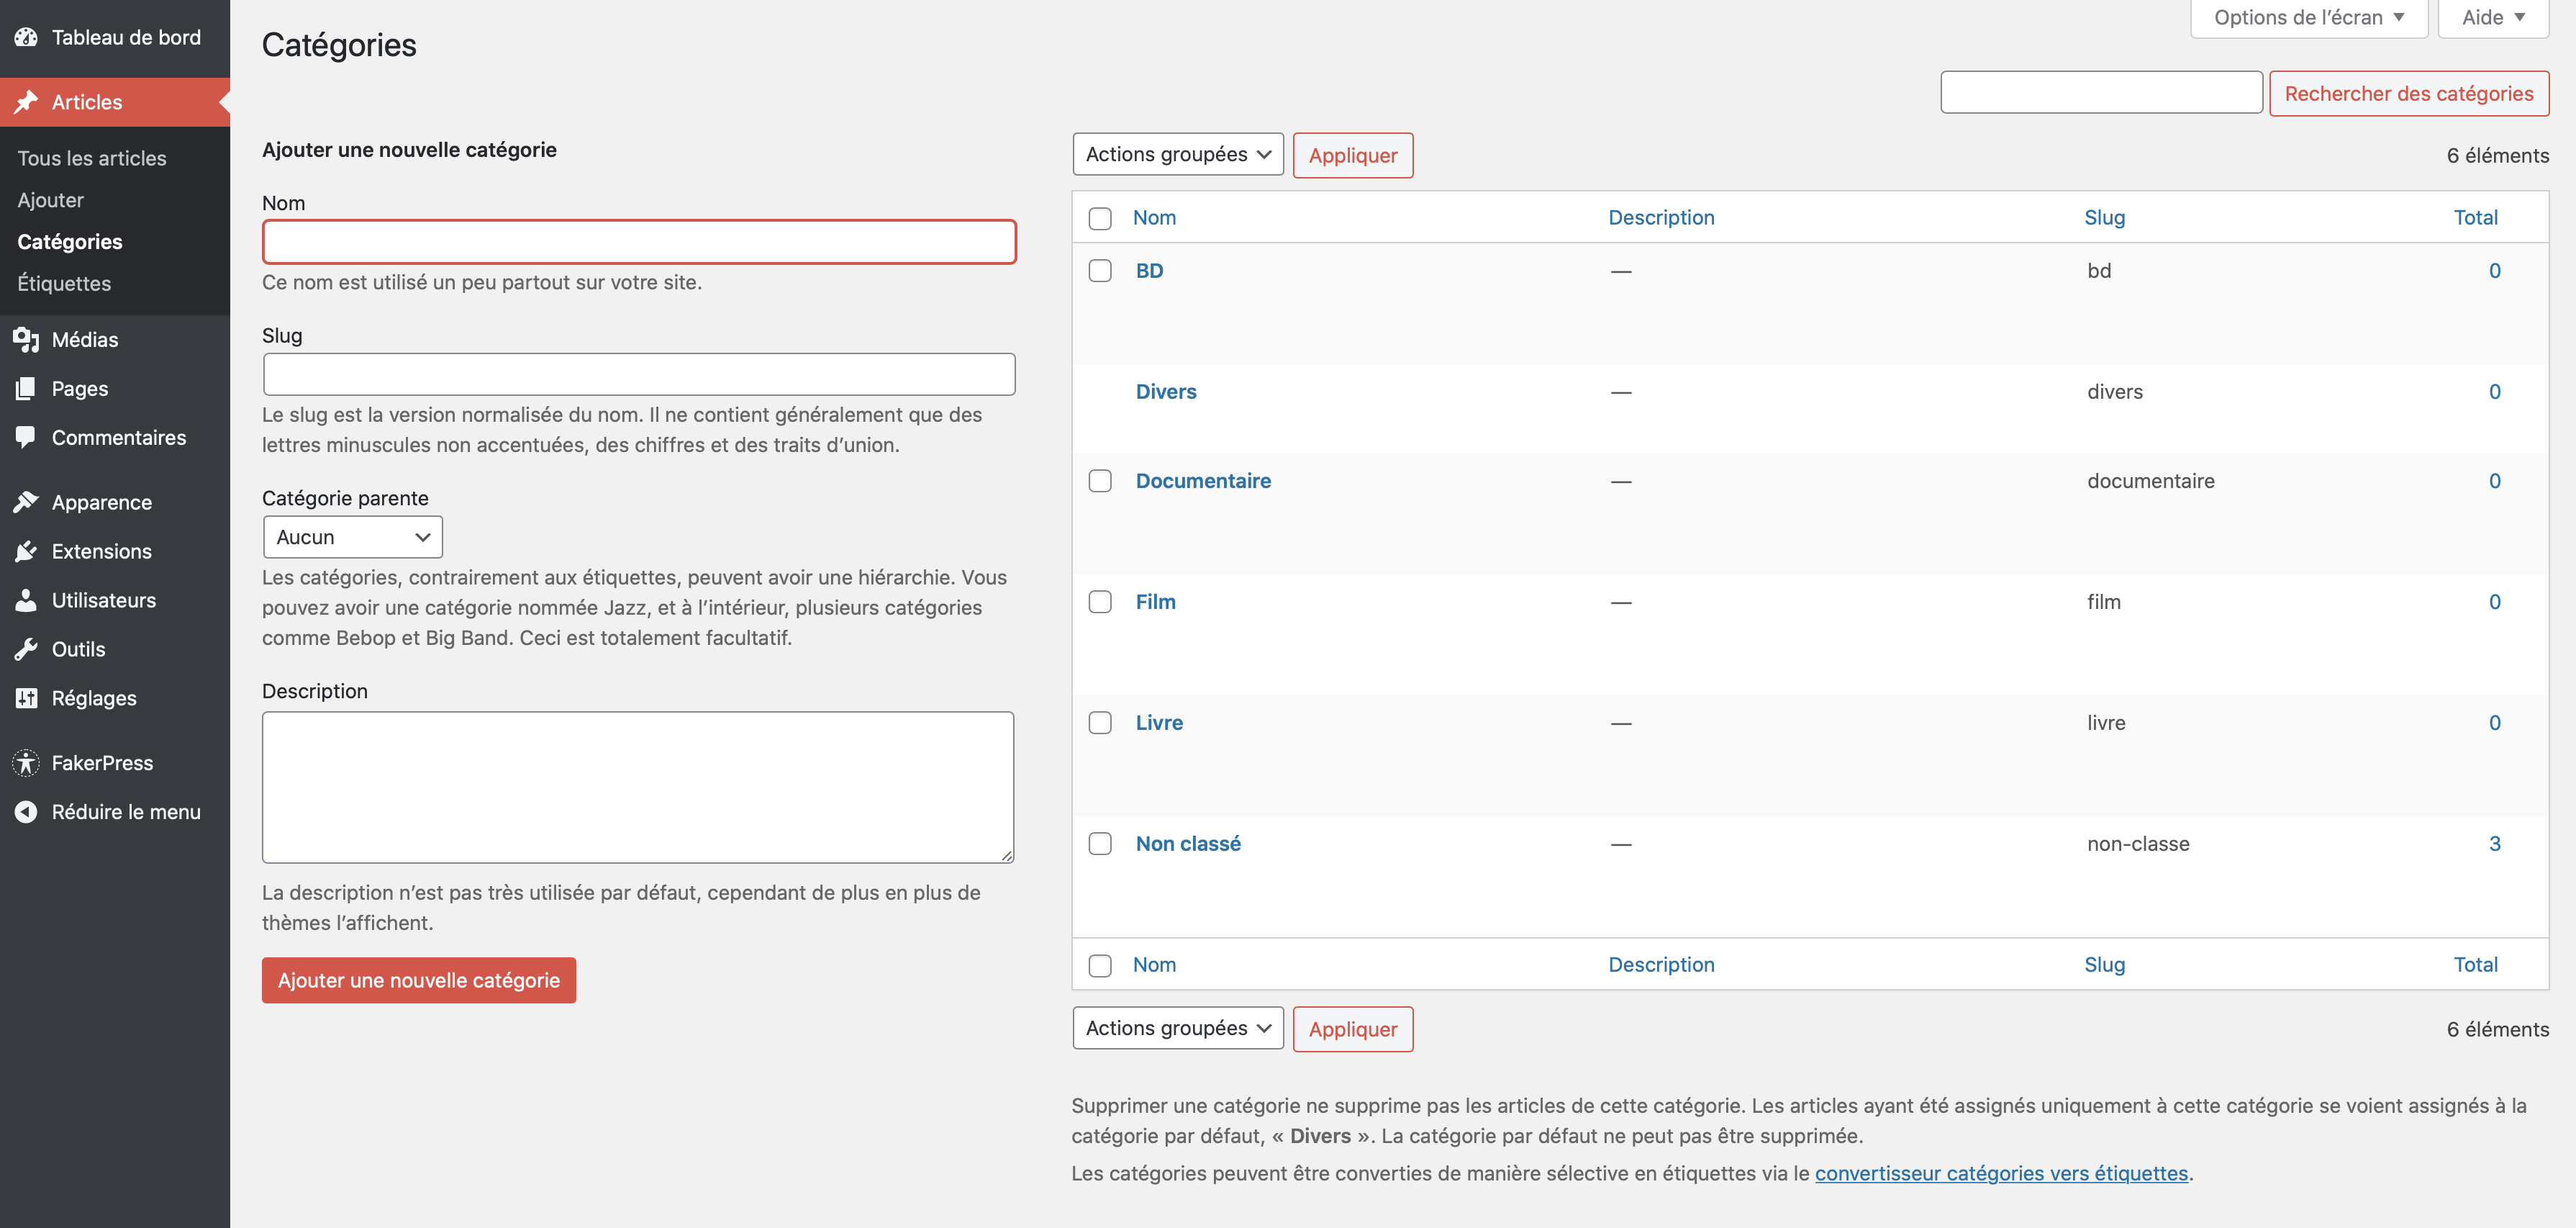 Tableau de bord
Articles
Tous les articles
Ajouter
Catégories
Étiquettes
Médias
Pages
Commentaires
Apparence
Extensions
Utilisateurs
Outils
Réglages
FakerPress
Réduire le menu
Options de l’écran
Aide
Catégories
Rechercher des catégories
Ajouter une nouvelle catégorie
Nom
Ce nom est utilisé un peu partout sur votre site.
Slug
Le slug est la version normalisée du nom. Il ne contient généralement que des
lettres minuscules non accentuées, des chiffres et des traits d’union.
Catégorie parente
Aucun
Les catégories, contrairement aux étiquettes, peuvent avoir une hiérarchie. Vous
pouvez avoir une catégorie nommée Jazz, et à l’intérieur, plusieurs catégories
comme Bebop et Big Band. Ceci est totalement facultatif.
Description
La description n’est pas très utilisée par défaut, cependant de plus en plus de
thèmes l’affichent.
Ajouter une nouvelle catégorie
Actions groupées Appliquer 6 éléments
Nom Description Slug Total
BD — bd 0
Divers — divers 0
Documentaire — documentaire 0
Film — film 0
Livre — livre 0
Non classé — non-classe 3
Nom Description Slug Total
Actions groupées Appliquer 6 éléments
Supprimer une catégorie ne supprime pas les articles de cette catégorie. Les articles ayant été assignés uniquement à cette catégorie se voient assignés à la
catégorie par défaut, « Divers ». La catégorie par défaut ne peut pas être supprimée.
Les catégories peuvent être converties de manière sélective en étiquettes via le convertisseur catégories vers étiquettes.